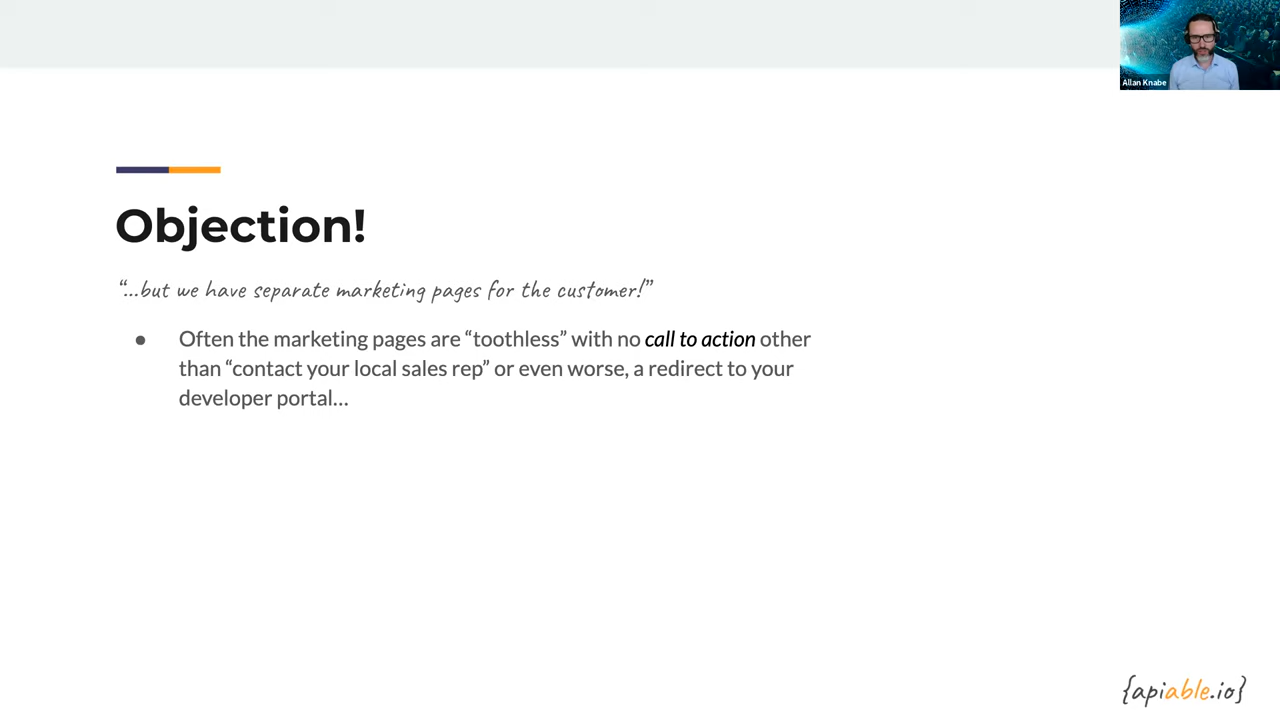 Allan Knabe
Objection!
“...but we have separate marketing pages for the customer!”
● Often the marketing pages are “toothless” with no call to action other
than “contact your local sales rep” or even worse, a redirect to your
developer portal...
{apiable.io}